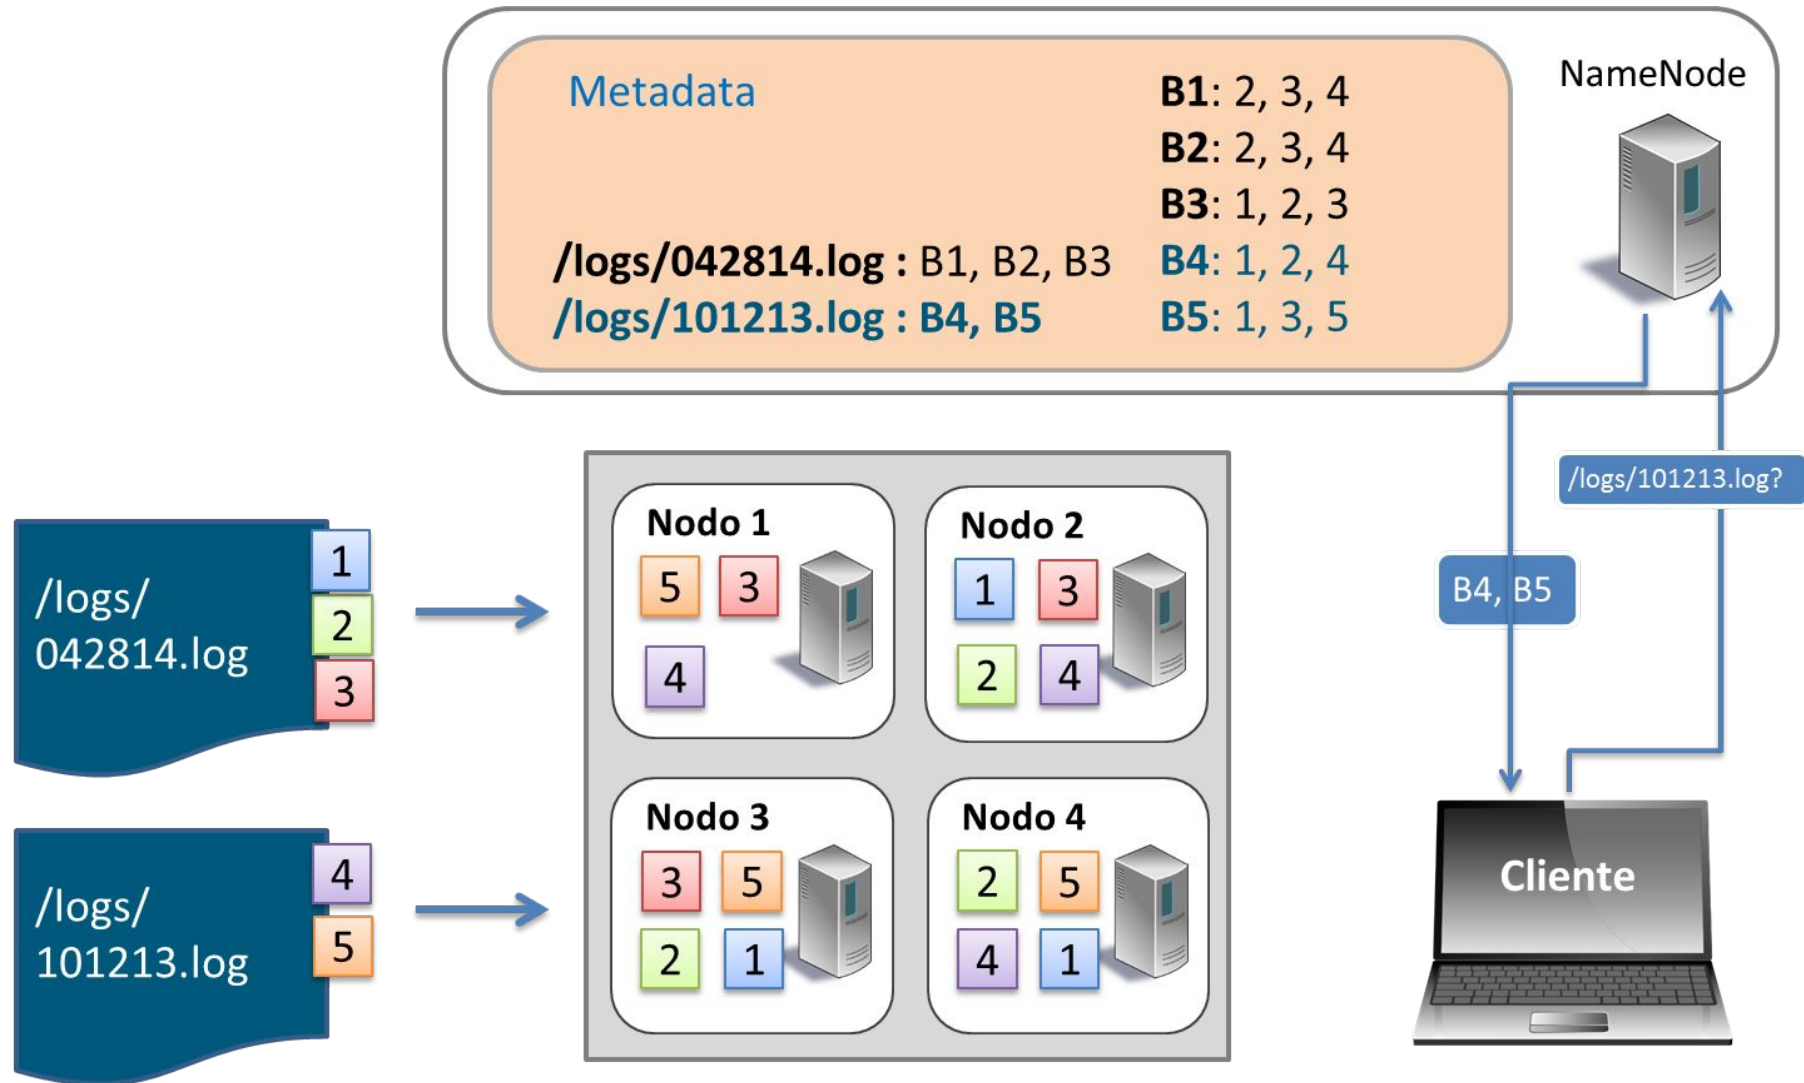 Metadata
B1: 2, 3, 4
B2: 2, 3, 4
B3: 1, 2, 3
/logs/042814.log : B1, B2, B3
B4: 1, 2, 4
/logs/101213.log : B4, B5
B5: 1, 3, 5
NameNode
/logs/101213.log?
B4, B5
/logs/
042814.log
1
2
3
/logs/
101213.log
4
5
Nodo 1
5 3
4
Nodo 2
1 3
2 4
Nodo 3
3 5
2 1
Nodo 4
2 5
4 1
Cliente